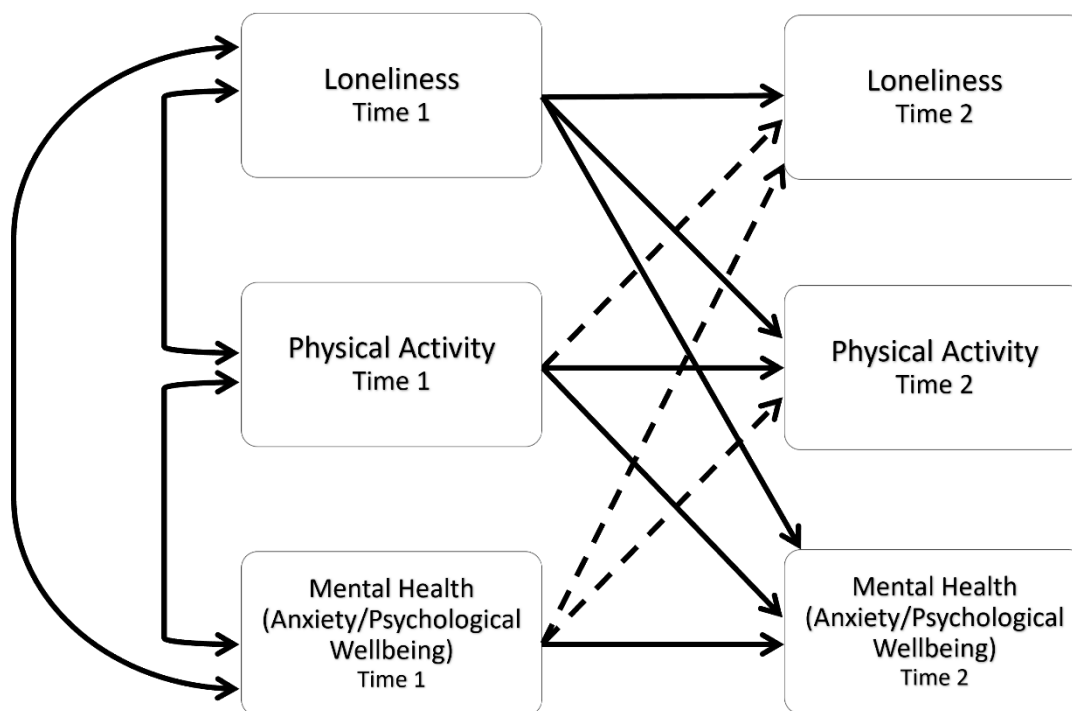 Loneliness
Time 1
Loneliness
Time 2
Physical Activity
Time 1
Physical Activity
Time 2
Mental Health
(Anxiety/Psychological
Wellbeing)
Time 1
Mental Health
(Anxiety/Psychological
Wellbeing)
Time 2